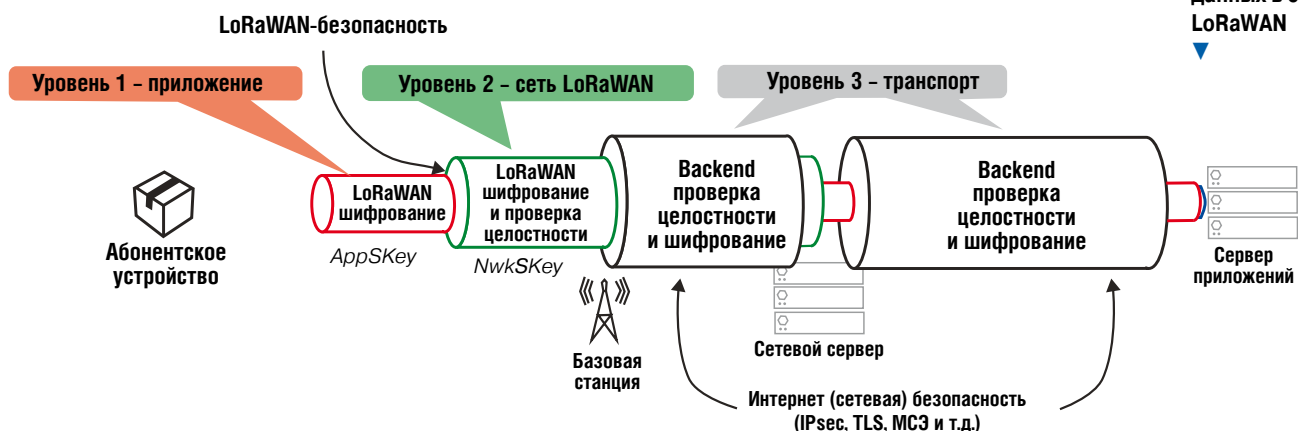 LoRaWAN
LoRaWAN-безопасность
Уровень 1 – приложение
Уровень 2 – сеть LoRaWAN
Уровень 3 – транспорт
Абонентское
устройство
LoRaWAN
шифрование
AppSKey
LoRaWAN
шифрование
и проверка
целостности
NwkSKey
Backend
проверка
целостности
и шифрование
Backend
проверка
целостности
и шифрование
Базовая
станция
Сетевой сервер
Сервер
приложений
Интернет (сетевая) безопасность
(IPsec, TLS, МСЭ и т.д.)